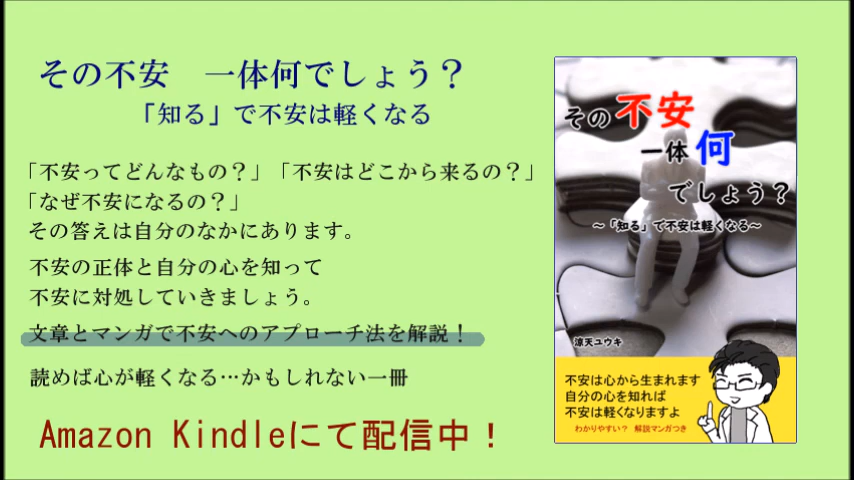 その不安 一体何でしょう？
「知る」で不安は軽くなる
「不安ってどんなもの？」「不安はどこから来るの？」
「なぜ不安になるの？」
その答えは自分のなかにあります。
不安の正体と自分の心を知って
不安に対処していきましょう。
文章とマンガで不安へのアプローチ法を解説！
読めば心が軽くなる…かもしれない一冊
Amazon Kindleにて配信中！
その不安
一体何
でしょう？
～「知る」で不安は軽くなる～
涼天ユウキ
不安は心から生まれます
自分の心を知れば
不安は軽くなりますよ
わかりやすい？ 解説マンガつき